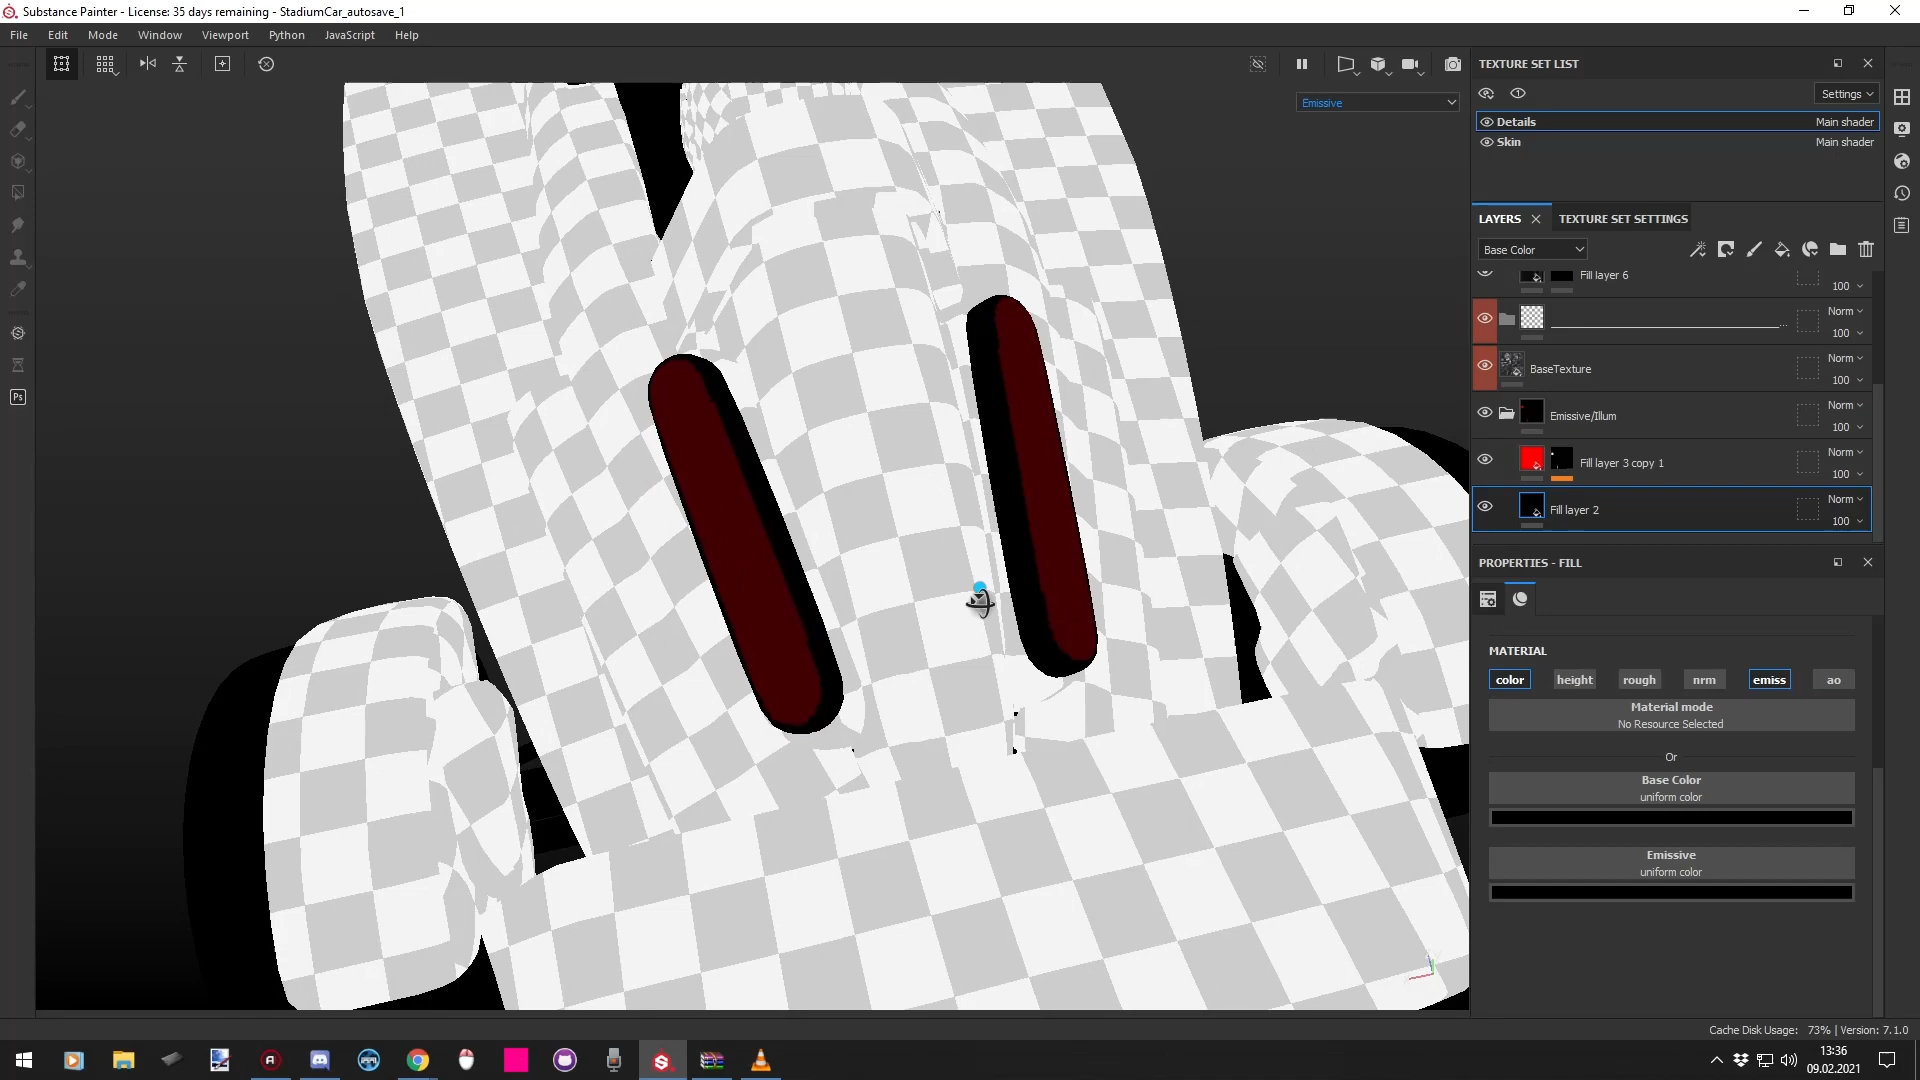 Substance Painter - License: 35 days remaining - StadiumCar_autosave_1
File Edit Mode Window Viewport Python JavaScript Help
Emissive
TEXTURE SET LIST
Settings
Details Main shader
Skin Main shader
LAYERS TEXTURE SET SETTINGS
Base Color
Fill layer 6
100
Norm
100
BaseTexture Norm
100
Emissive/Illum Norm
100
Fill layer 3 copy 1 Norm
100
Fill layer 2 Norm
100
PROPERTIES - FILL
MATERIAL
color height rough nrm emiss ao
Material mode
No Resource Selected
Or
Base Color
uniform color
Emissive
uniform color
Cache Disk Usage: 73% | Version: 7.1.0
Ps
13:36
09.02.2021